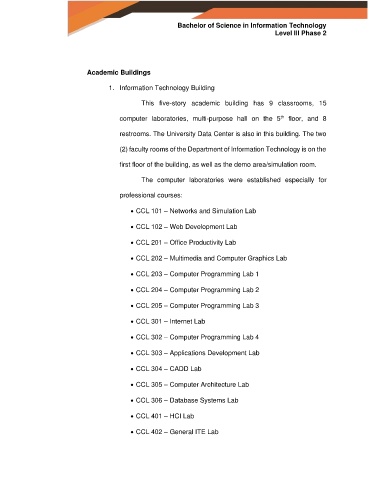 Bachelor of Science in Information Technology
Level III Phase 2
Academic Buildings
1. Information Technology Building
This five-story academic building has 9 classrooms, 15
computer laboratories, multi-purpose hall on the 5th floor, and 8
restrooms. The University Data Center is also in this building. The two
(2) faculty rooms of the Department of Information Technology is on the
first floor of the building, as well as the demo area/simulation room.
The computer laboratories were established especially for
professional courses:
• CCL 101 – Networks and Simulation Lab
• CCL 102 – Web Development Lab
• CCL 201 – Office Productivity Lab
• CCL 202 – Multimedia and Computer Graphics Lab
• CCL 203 – Computer Programming Lab 1
• CCL 204 – Computer Programming Lab 2
• CCL 205 – Computer Programming Lab 3
• CCL 301 – Internet Lab
• CCL 302 – Computer Programming Lab 4
• CCL 303 – Applications Development Lab
• CCL 304 – CADD Lab
• CCL 305 – Computer Architecture Lab
• CCL 306 – Database Systems Lab
• CCL 401 – HCI Lab
• CCL 402 – General ITE Lab